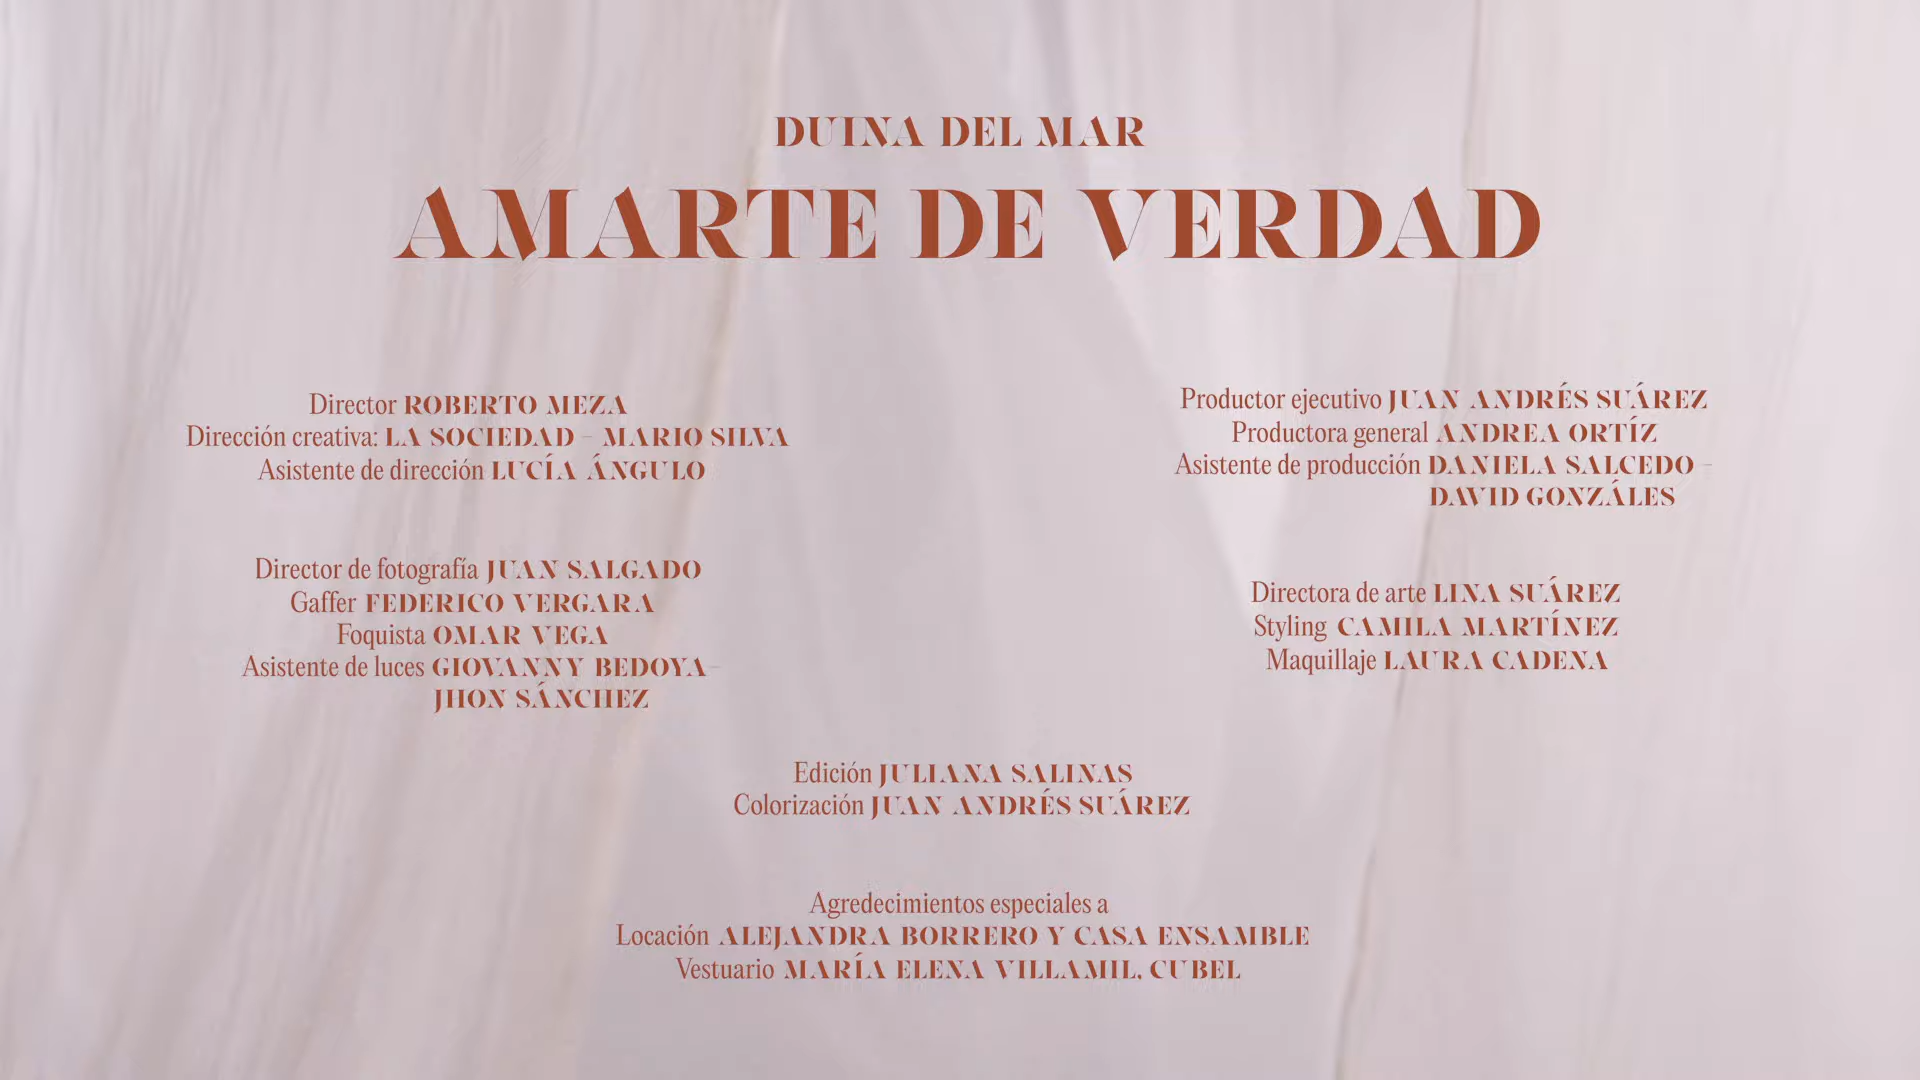 DUINA DEL MAR
AMARTE DE VERDAD
Director ROBERTO MEZA
Dirección creativa: LA SOCIEDAD – MARIO SILVA
Asistente de dirección LUCÍA ÁNGULO
Director de fotografía JUAN SALGADO
Gaffer FEDERICO VERGARA
Foquista OMAR VEGA
Asistente de luces GIOVANNY BEDOYA –
JHON SÁNCHEZ
Productor ejecutivo JUAN ANDRÉS SUÁREZ
Productora general ANDREA ORTÍZ
Asistente de producción DANIELA SALCEDO –
DAVID GONZÁLES
Directora de arte LINA SUÁREZ
Styling CAMILA MARTÍNEZ
Maquillaje LAURA CADENA
Edición JULIANA SALINAS
Colorización JUAN ANDRÉS SUÁREZ
Agredecimientos especiales a
Locación ALEJANDRA BORRERO Y CASA ENSAMBLE
Vestuario MARÍA ELENA VILLAMIL, CUBEL